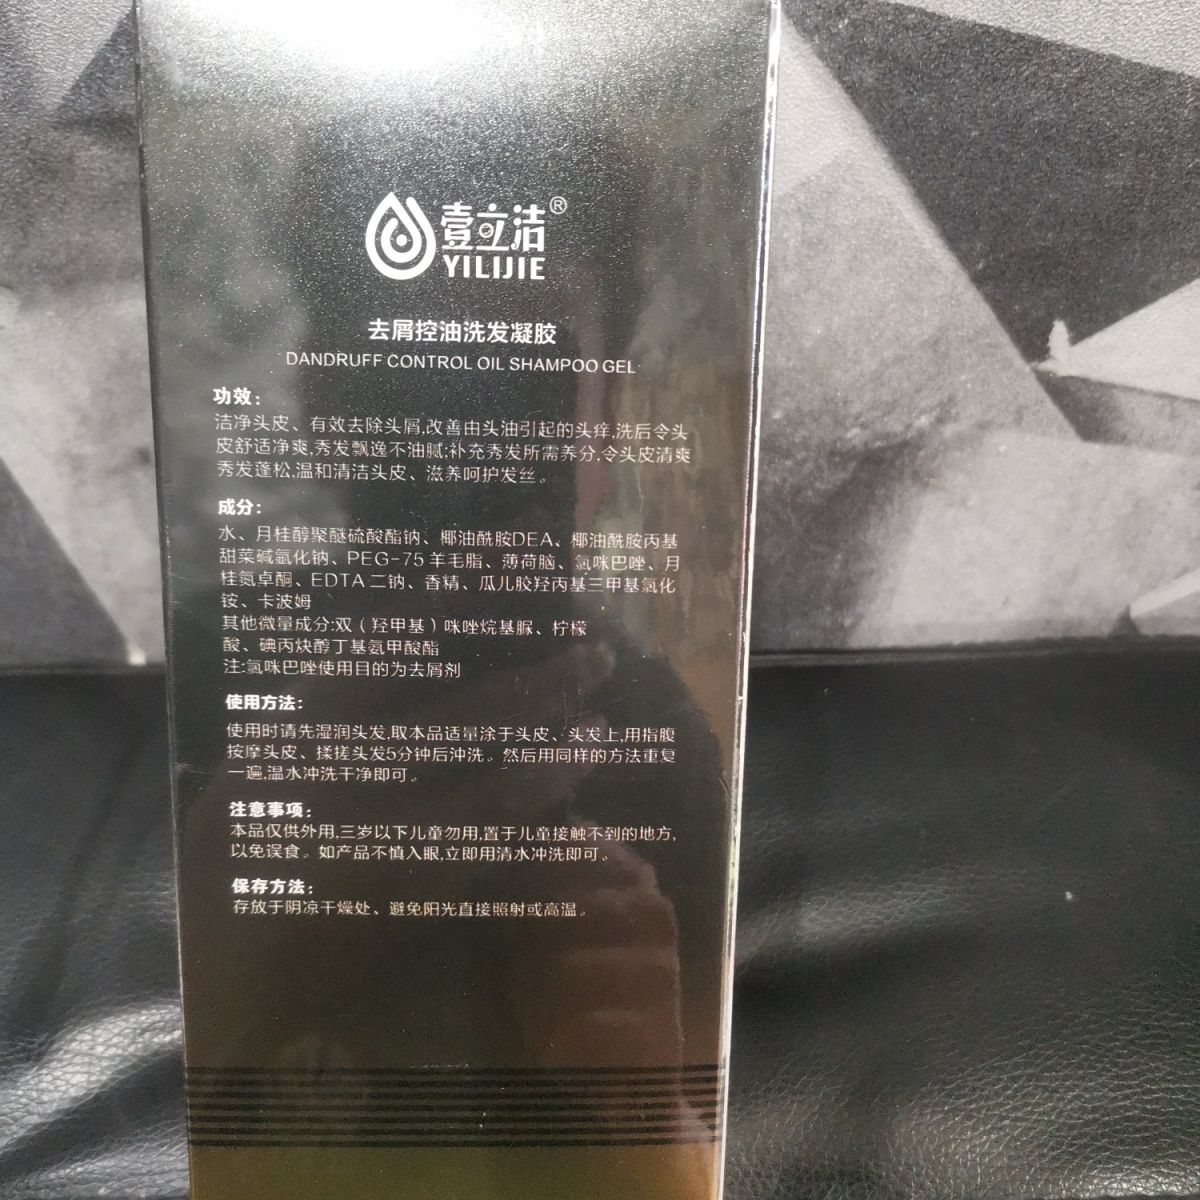 壹立洁®
YILIJIE
去屑控油洗发凝胶
DANDRUFF CONTROL OIL SHAMPOO GEL
功效:
洁净头皮、有效去除头屑,改善由头油引起的头痒,洗后令头
皮舒适净爽,秀发飘逸不油腻;补充秀发所需养分,令头皮清爽
秀发蓬松,温和清洁头皮、滋养呵护发丝。
成分:
水、月桂醇聚醚硫酸酯钠、椰油酰胺DEA、椰油酰胺丙基
甜菜碱氯化钠、PEG-75羊毛脂、薄荷脑、氯咪巴唑、月
桂氮卓酮、EDTA二钠、香精、瓜儿胶羟丙基三甲基氯化
铵、卡波姆
其他微量成分:双(羟甲基)咪唑烷基脲、柠檬
酸、碘丙炔醇丁基氨甲酸酯
注:氯咪巴唑使用目的为去屑剂
使用方法:
使用时请先湿润头发,取本品适量涂于头皮、头发上,用指腹
按摩头皮、揉搓头发5分钟后冲洗。然后用同样的方法重复
一遍,温水冲洗干净即可。
注意事项:
本品仅供外用,三岁以下儿童勿用,置于儿童接触不到的地方,
以免误食。如产品不慎入眼,立即用清水冲洗即可。
保存方法:
存放于阴凉干燥处、避免阳光直接照射或高温。